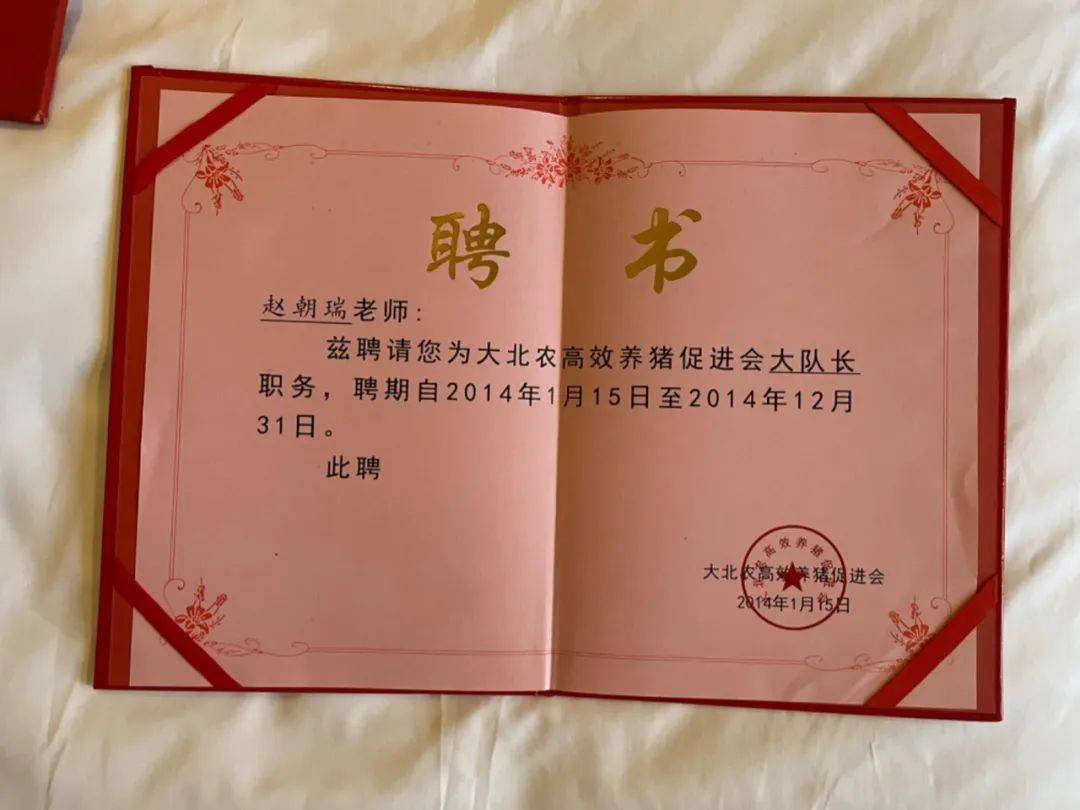 聘 书
赵朝瑞老师:
兹聘请您为大北农高效养猪促进会大队长
职务，聘期自2014年1月15日至2014年12月
31日。
此聘
大北农高效养猪促进会
2014年1月15日